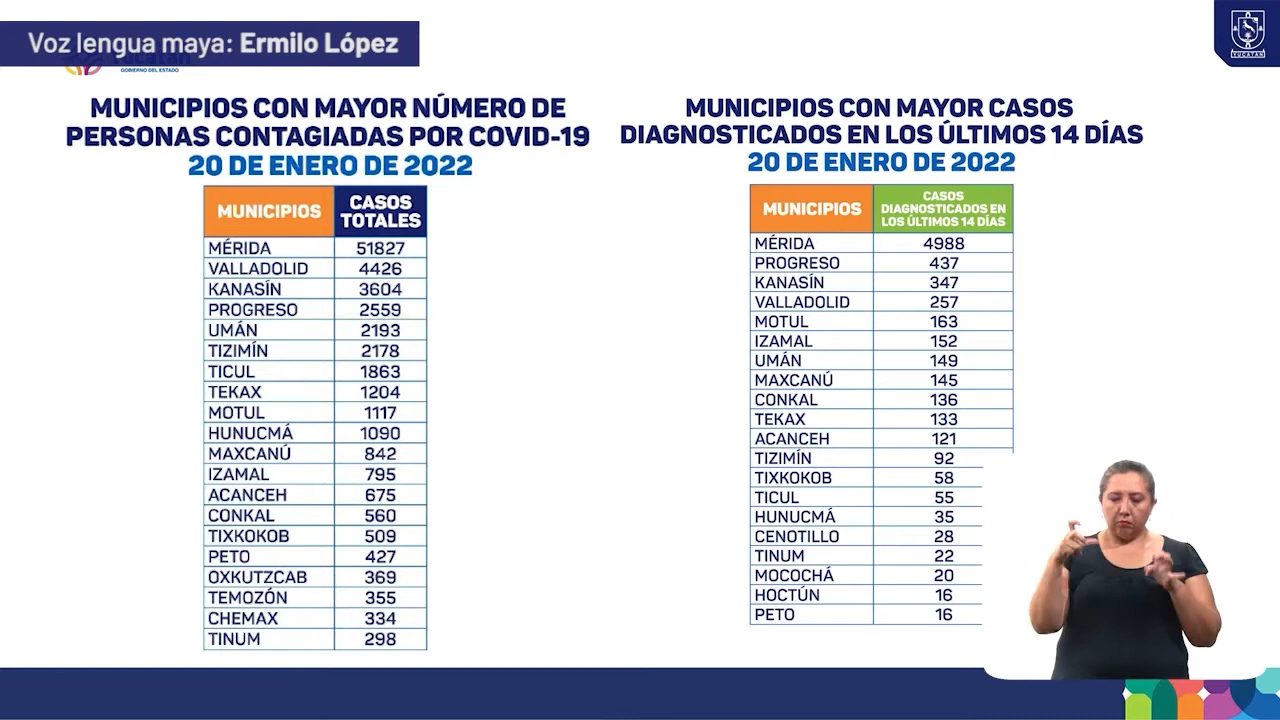 Voz lengua maya: Ermilo López
GOBIERNO DEL ESTADO
YUCATÁN
MUNICIPIOS CON MAYOR NÚMERO DE
PERSONAS CONTAGIADAS POR COVID-19
20 DE ENERO DE 2022
MUNICIPIOS CASOS TOTALES
MÉRIDA 51827
VALLADOLID 4426
KANASÍN 3604
PROGRESO 2559
UMÁN 2193
TIZIMÍN 2178
TICUL 1863
TEKAX 1204
MOTUL 1117
HUNUCMÁ 1090
MAXCANÚ 842
IZAMAL 795
ACANCEH 675
CONKAL 560
TIXKOKOB 509
PETO 427
OXKUTZCAB 369
TEMOZÓN 355
CHEMAX 334
TINUM 298
MUNICIPIOS CON MAYOR CASOS
DIAGNOSTICADOS EN LOS ÚLTIMOS 14 DÍAS
20 DE ENERO DE 2022
MUNICIPIOS CASOS DIAGNOSTICADOS EN LOS ÚLTIMOS 14 DÍAS
MÉRIDA 4988
PROGRESO 437
KANASÍN 347
VALLADOLID 257
MOTUL 163
IZAMAL 152
UMÁN 149
MAXCANÚ 145
CONKAL 136
TEKAX 133
ACANCEH 121
TIZIMÍN 92
TIXKOKOB 58
TICUL 55
HUNUCMÁ 35
CENOTILLO 28
TINUM 22
MOCOCHÁ 20
HOCTÚN 16
PETO 16